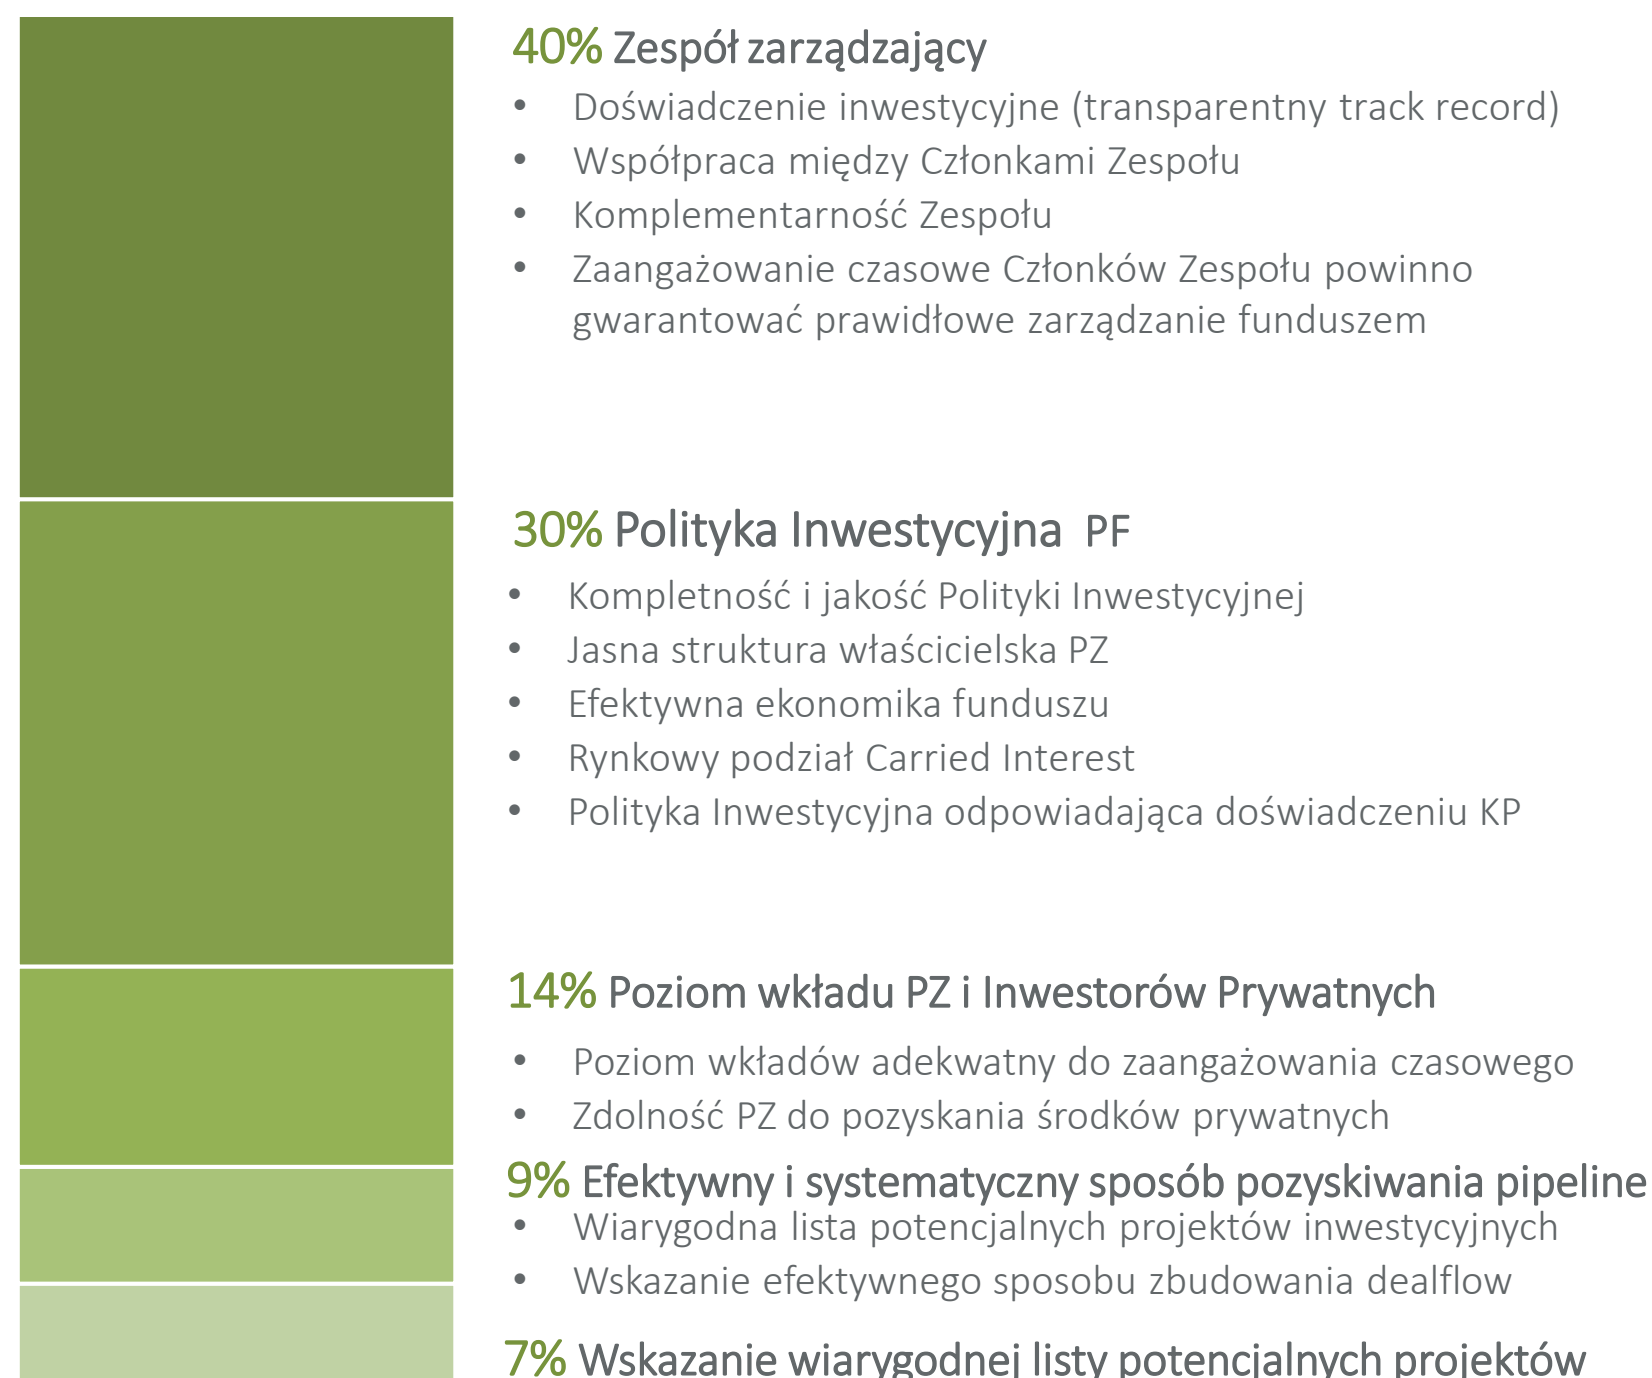 40% Zespół zarządzający
• Doświadczenie inwestycyjne (transparentny track record)
• Współpraca między Członkami Zespołu
• Komplementarność Zespołu
• Zaangażowanie czasowe Członków Zespołu powinno
gwarantować prawidłowe zarządzanie funduszem
30% Polityka Inwestycyjna PF
• Kompletność i jakość Polityki Inwestycyjnej
• Jasna struktura właścicielska PZ
• Efektywna ekonomika funduszu
• Rynkowy podział Carried Interest
• Polityka Inwestycyjna odpowiadająca doświadczeniu KP
14% Poziom wkładu PZ i Inwestorów Prywatnych
• Poziom wkładów adekwatny do zaangażowania czasowego
• Zdolność PZ do pozyskania środków prywatnych
9% Efektywny i systematyczny sposób pozyskiwania pipeline
• Wiarygodna lista potencjalnych projektów inwestycyjnych
• Wskazanie efektywnego sposobu zbudowania dealflow
7% Wskazanie wiarygodnej listy potencjalnych projektów